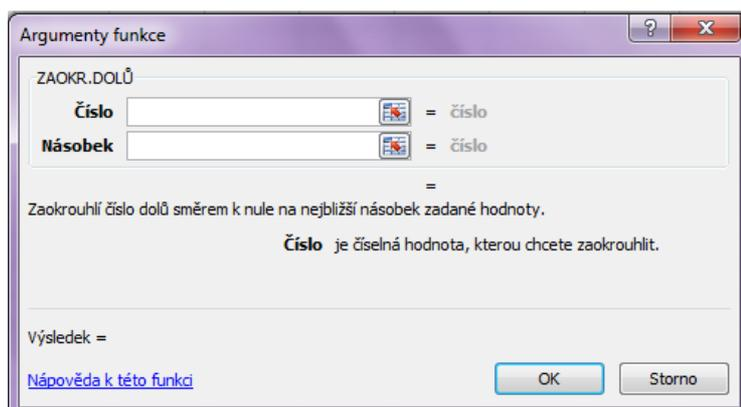 Argumenty funkce
ZAOKR.DOLŮ
Číslo = číslo
Násobek = číslo
=
Zaokrouhlí číslo dolů směrem k nule na nejbližší násobek zadané hodnoty.
Číslo je číselná hodnota, kterou chcete zaokrouhlit.
Výsledek =
Nápověda k této funkci
OK
Storno